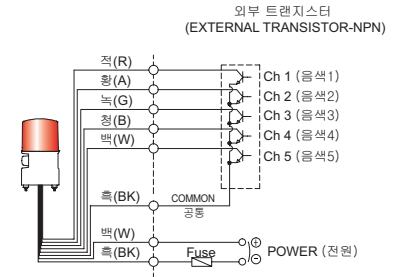 외부 트랜지스터
(EXTERNAL TRANSISTOR-NPN)
적(R)
황(A)
녹(G)
청(B)
백(W)
Ch 1 (음색1)
Ch 2 (음색2)
Ch 3 (음색3)
Ch 4 (음색4)
Ch 5 (음색5)
흑(BK)
COMMON
공통
백(W)
흑(BK)
Fuse
POWER (전원)